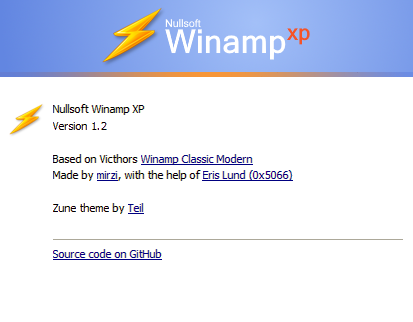 Nullsoft
Winamp xp
Nullsoft Winamp XP
Version 1.2
Based on Victhors Winamp Classic Modern
Made by mirzi, with the help of Eris Lund (0x5066)
Zune theme by Teil
Source code on GitHub